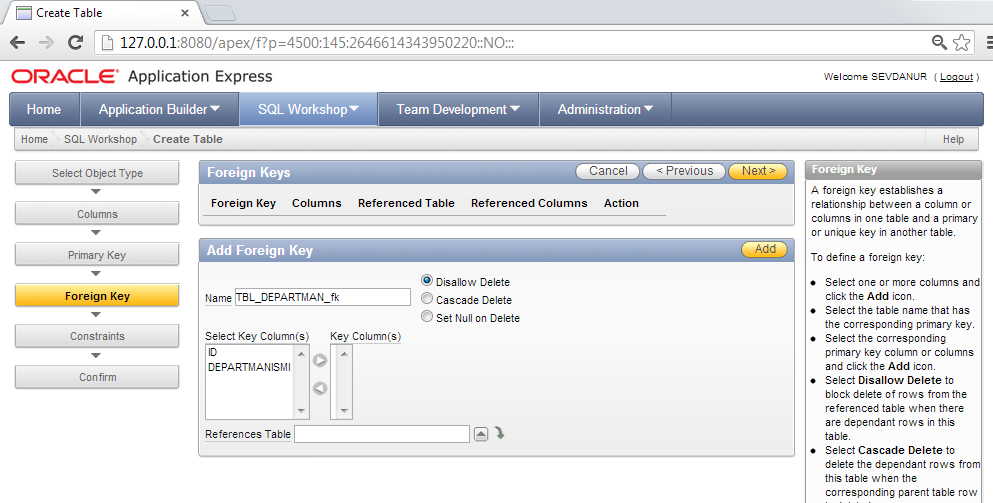 Create Table
127.0.0.1:8080/apex/f?p=4500:145:2646614343950220::NO:::
ORACLE Application Express
Welcome SEVDANUR ( Logout )
Home Application Builder SQL Workshop Team Development Administration
Home SQL Workshop Create Table Help
Select Object Type
Columns
Primary Key
Foreign Key
Constraints
Confirm
Foreign Keys Cancel < Previous Next >
Foreign Key Columns Referenced Table Referenced Columns Action
Add Foreign Key Add
Name TBL_DEPARTMAN_fk
Disallow Delete
Cascade Delete
Set Null on Delete
Select Key Column(s) Key Column(s)
ID
DEPARTMANISMI
References Table
Foreign Key
A foreign key establishes a
relationship between a column or
columns in one table and a primary
or unique key in another table.
To define a foreign key:
Select one or more columns and
click the Add icon.
Select the table name that has
the corresponding primary key.
Select the corresponding
primary key column or columns
and click the Add icon.
Select Disallow Delete to
block delete of rows from the
referenced table when there
are dependant rows in this
table.
Select Cascade Delete to
delete the dependant rows from
this table when the
corresponding parent table row